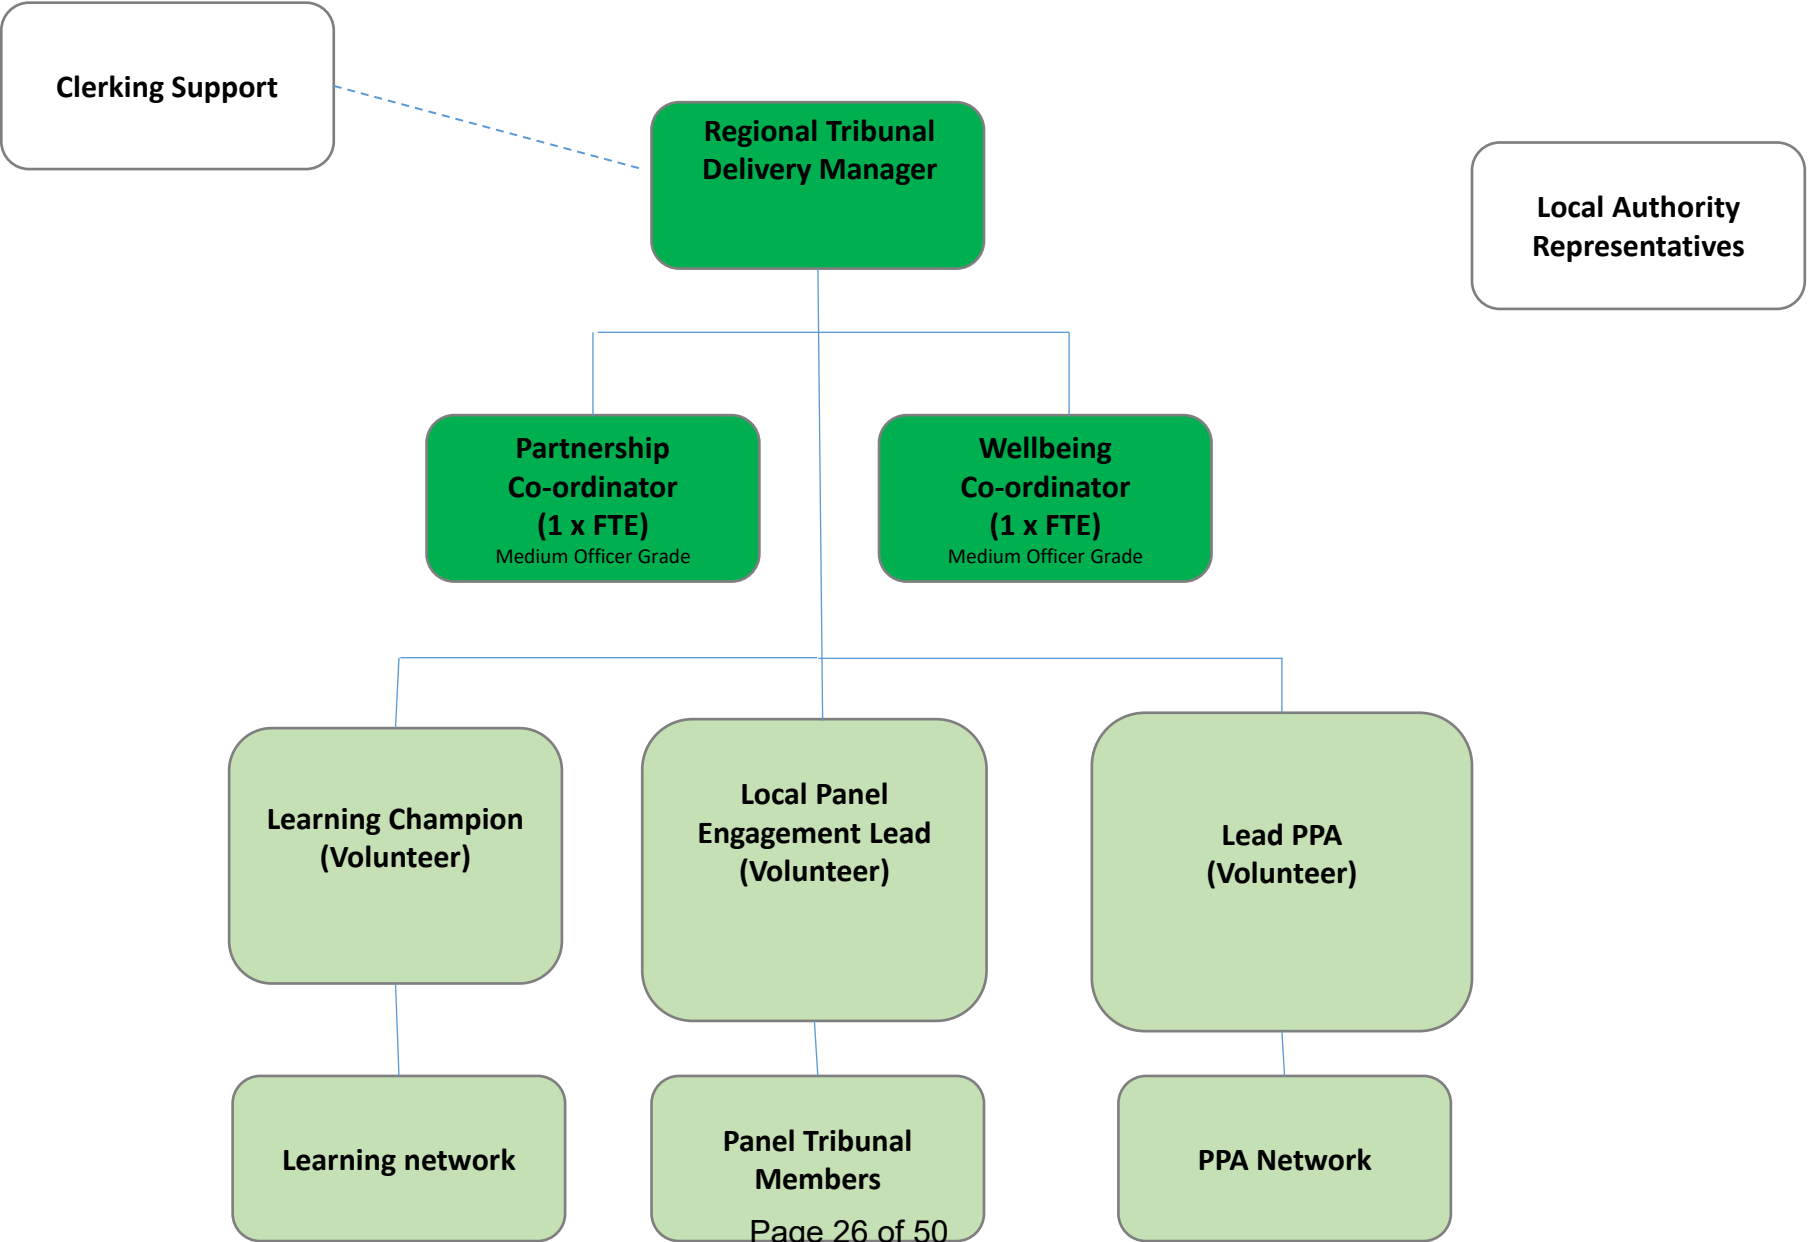 Clerking Support
Regional Tribunal
Delivery Manager
Local Authority
Representatives
Partnership
Co-ordinator
(1 x FTE)
Medium Officer Grade
Wellbeing
Co-ordinator
(1 x FTE)
Medium Officer Grade
Learning Champion
(Volunteer)
Local Panel
Engagement Lead
(Volunteer)
Lead PPA
(Volunteer)
Learning network
Panel Tribunal
Members
PPA Network
Page 26 of 50